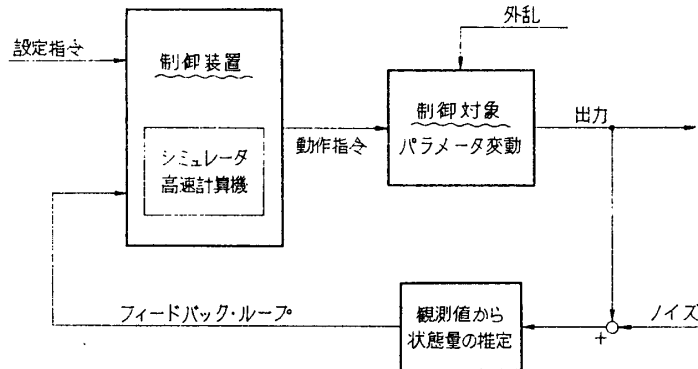 外乱
設定指令
制御装置
シミュレータ
高速計算機
動作指令
制御対象
パラメータ変動
出力
フィードバック・ループ
観測値から
状態量の推定
+
ノイズ